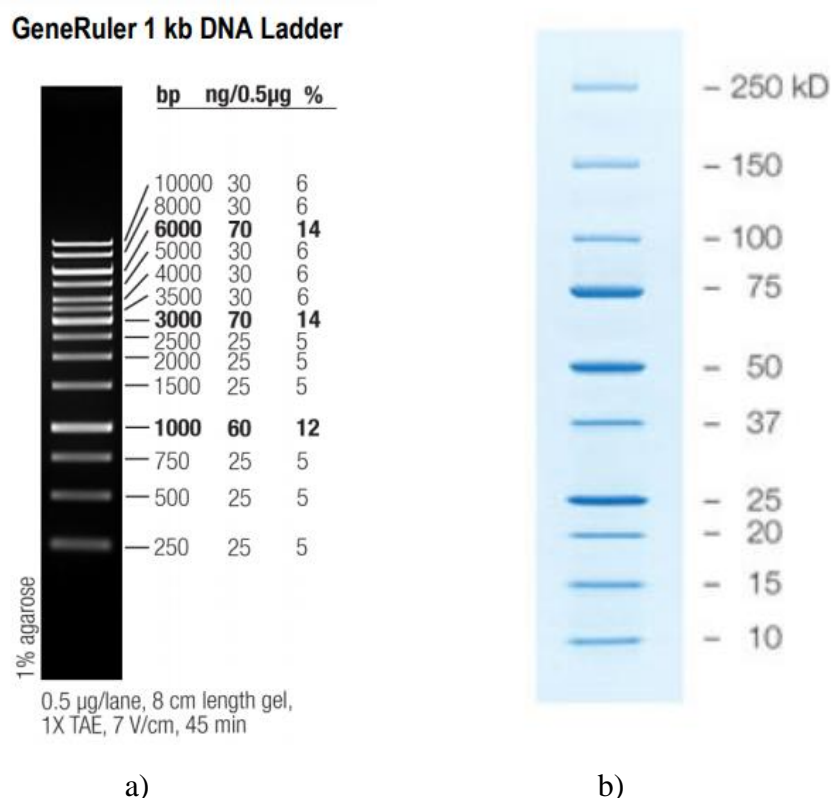 GeneRuler 1 kb DNA Ladder
bp ng/0.5µg %
10000 30 6
8000 30 6
6000 70 14
5000 30 6
4000 30 6
3500 30 6
3000 70 14
2500 25 5
2000 25 5
1500 25 5
1000 60 12
750 25 5
500 25 5
250 25 5
1% agarose
0.5 µg/lane, 8 cm length gel,
1X TAE, 7 V/cm, 45 min
a)
250 kD
150
100
75
50
37
25
20
15
10
b)